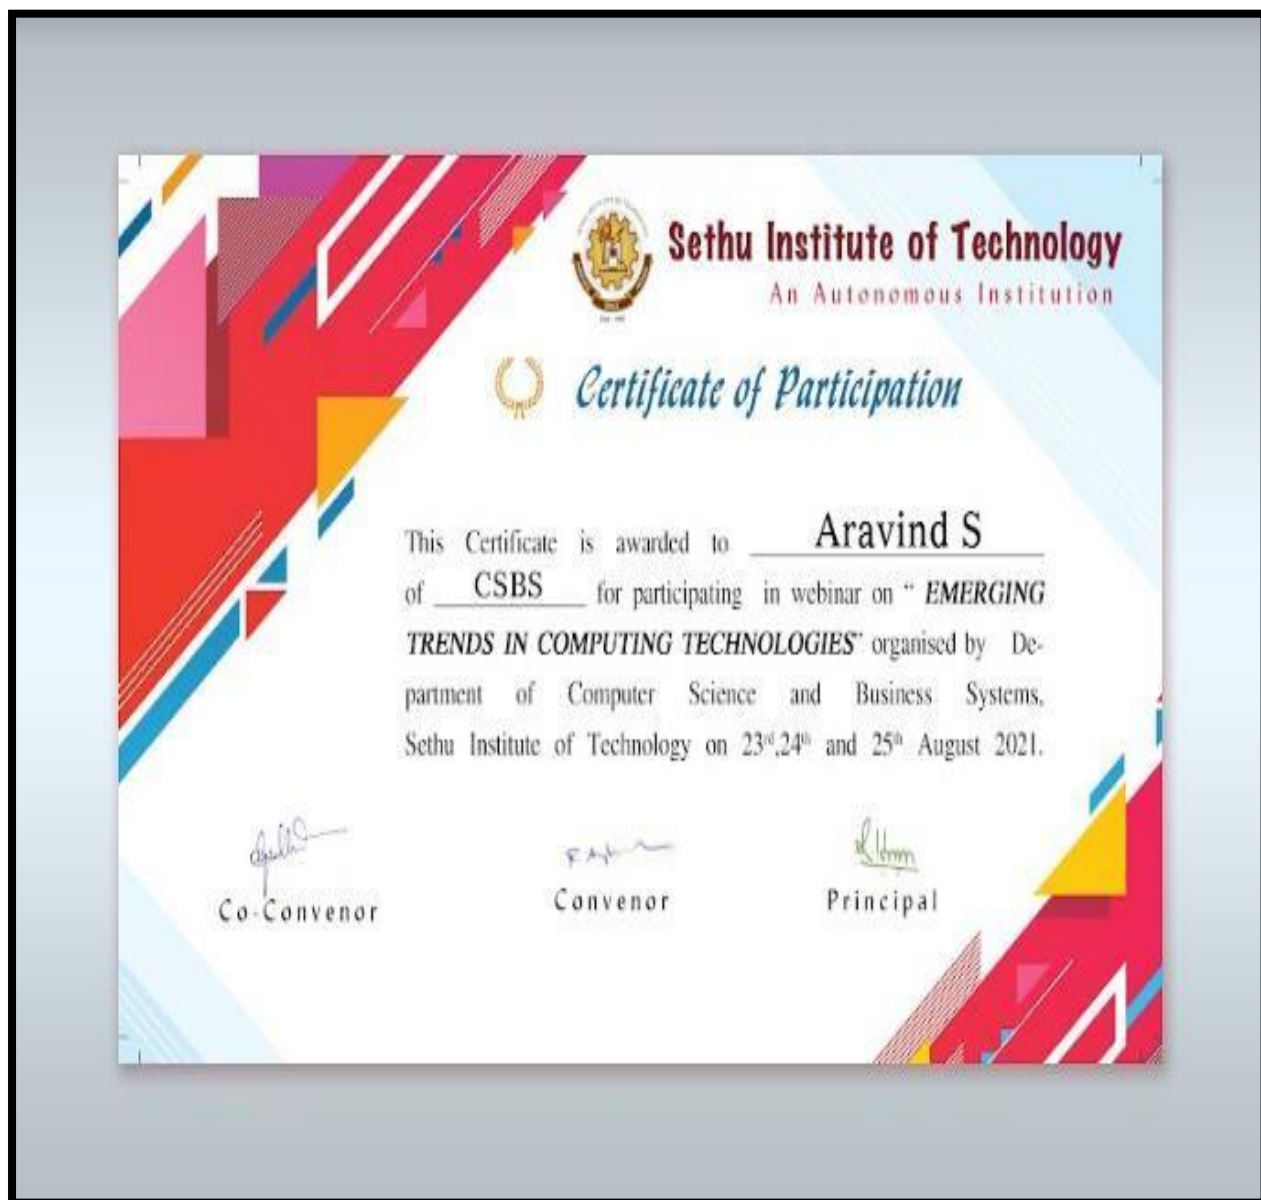 Sethu Institute of Technology
An Autonomous Institution
Certificate of Participation
This Certificate is awarded to Aravind S
of CSBS for participating in webinar on “ EMERGING
TRENDS IN COMPUTING TECHNOLOGIES” organised by De-
partment of Computer Science and Business Systems,
Sethu Institute of Technology on 23rd,24th and 25th August 2021.
Co-Convenor
Convenor
Principal